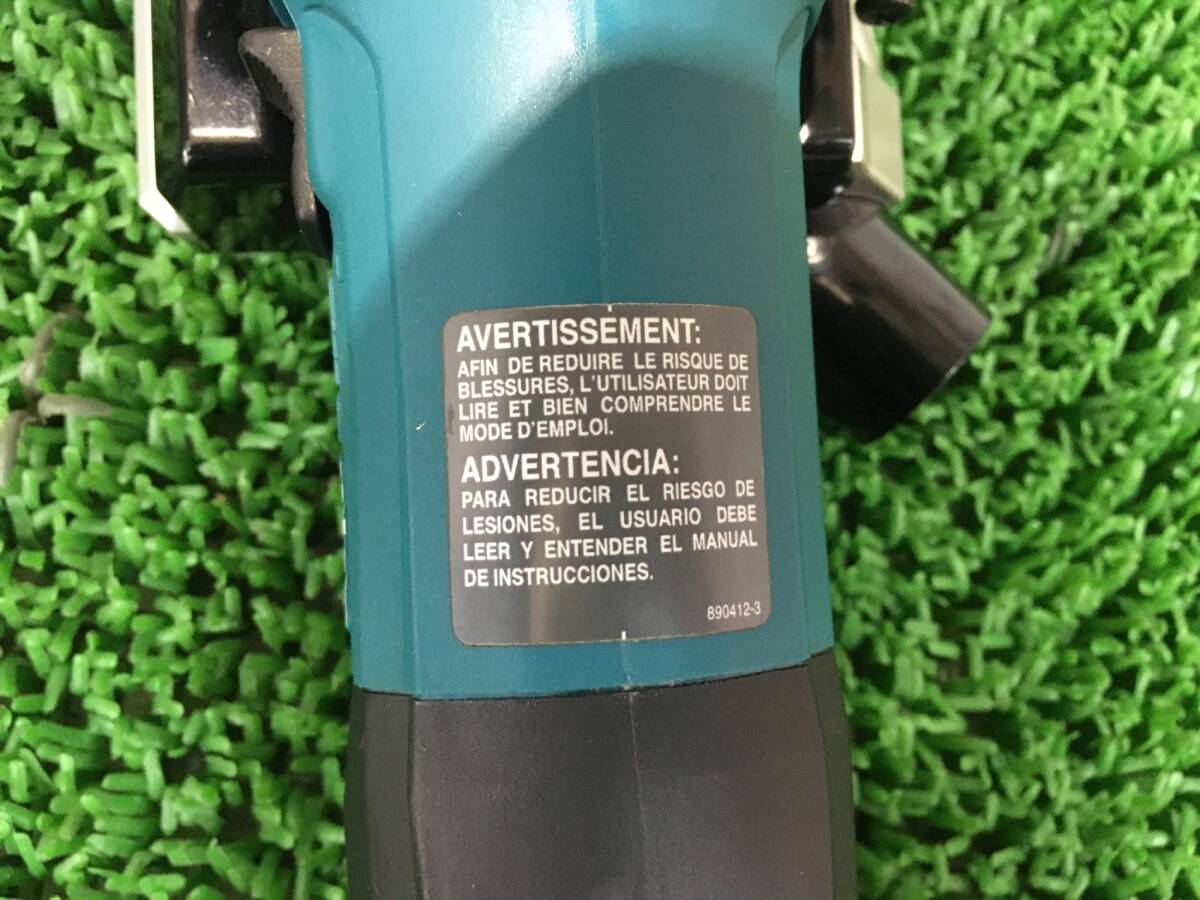 AVERTISSEMENT:
AFIN DE REDUIRE LE RISQUE DE
BLESSURES, L'UTILISATEUR DOIT
LIRE ET BIEN COMPRENDRE LE
MODE D'EMPLOI.
ADVERTENCIA:
PARA REDUCIR EL RIESGO DE
LESIONES, EL USUARIO DEBE
LEER Y ENTENDER EL MANUAL
DE INSTRUCCIONES.
890412-3